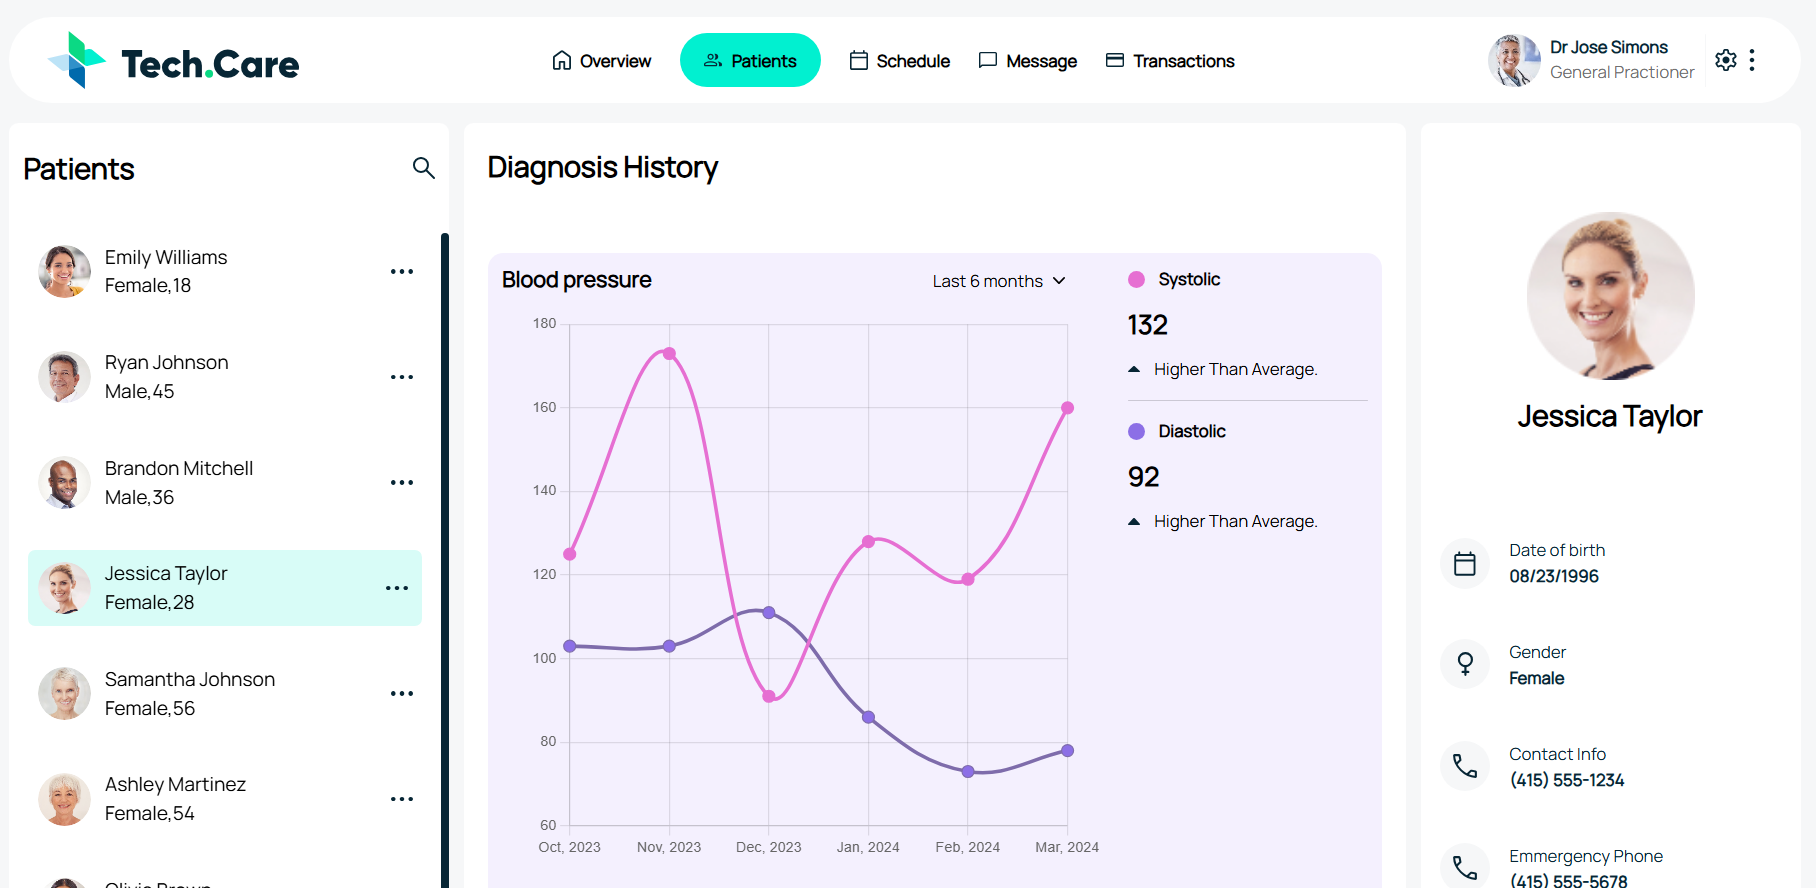 Tech.Care
Overview
Patients
Schedule
Message
Transactions
Dr Jose Simons
General Practioner
Patients
Emily Williams
Female,18
Ryan Johnson
Male,45
Brandon Mitchell
Male,36
Jessica Taylor
Female,28
Samantha Johnson
Female,56
Ashley Martinez
Female,54
Olivia Brown
Diagnosis History
Blood pressure
Last 6 months
180
160
140
120
100
80
60
Oct, 2023
Nov, 2023
Dec, 2023
Jan, 2024
Feb, 2024
Mar, 2024
Systolic
132
Higher Than Average.
Diastolic
92
Higher Than Average.
Jessica Taylor
Date of birth
08/23/1996
Gender
Female
Contact Info
(415) 555-1234
Emmergency Phone
(415) 555-5678